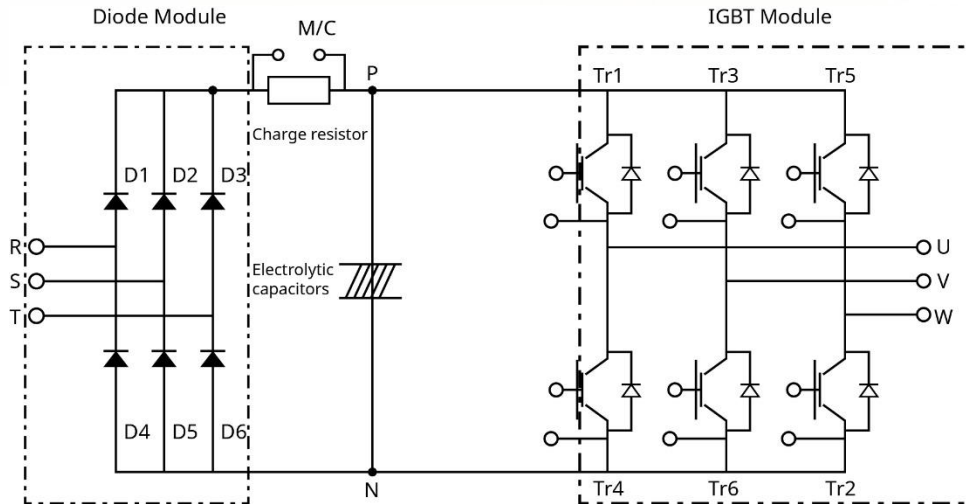 Diode Module
IGBT Module
M/C
P
Tr1
Tr3
Tr5
Charge resistor
D1
D2
D3
R
S
T
Electrolytic
capacitors
U
V
W
D4
D5
D6
N
Tr4
Tr6
Tr2